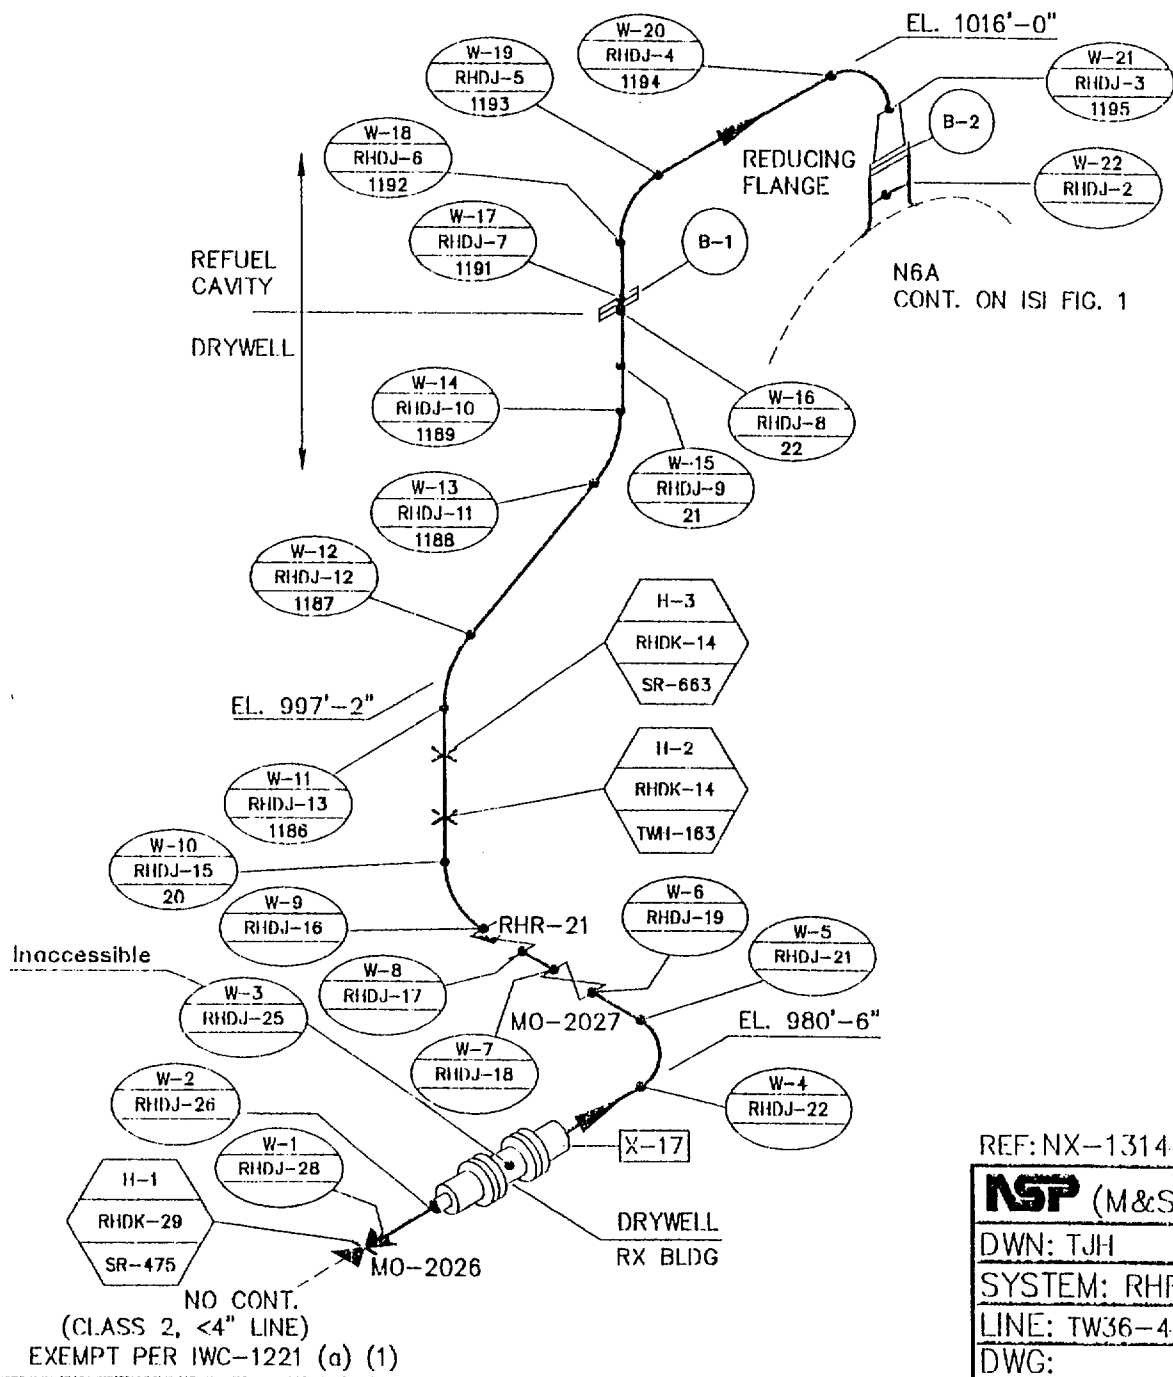 EL. 1016'-0"
W-20
RHDJ-4
1194
W-19
RHDJ-5
1193
W-21
RHDJ-3
1195
B-2
W-18
RHDJ-6
1192
REDUCING
FLANGE
W-22
RHDJ-2
W-17
RHDJ-7
1191
B-1
REFUEL
CAVITY
N6A
CONT. ON ISI FIG. 1
DRYWELL
W-14
RHDJ-10
1189
W-16
RHDJ-8
22
W-15
RHDJ-9
21
W-13
RHDJ-11
1188
W-12
RHDJ-12
1187
H-3
RHDK-14
SR-663
EL. 997'-2"
H-2
RHDK-14
TWH-163
W-11
RHDJ-13
1186
W-10
RHDJ-15
20
W-9
RHDJ-16
RHR-21
W-6
RHDJ-19
W-5
RHDJ-21
Inaccessible
W-8
RHDJ-17
W-3
RHDJ-25
MO-2027
EL. 980'-6"
W-7
RHDJ-18
W-2
RHDJ-26
W-4
RHDJ-22
W-1
RHDJ-28
X-17
H-1
RHDK-29
SR-475
DRYWELL
RX BLDG
MO-2026
NO CONT.
(CLASS 2, <4" LINE)
EXEMPT PER IWC-1221 (a) (1)
REF: NX-1314
NSP (M&S
DWN: TJH
SYSTEM: RHR
LINE: TW36-4
DWG: